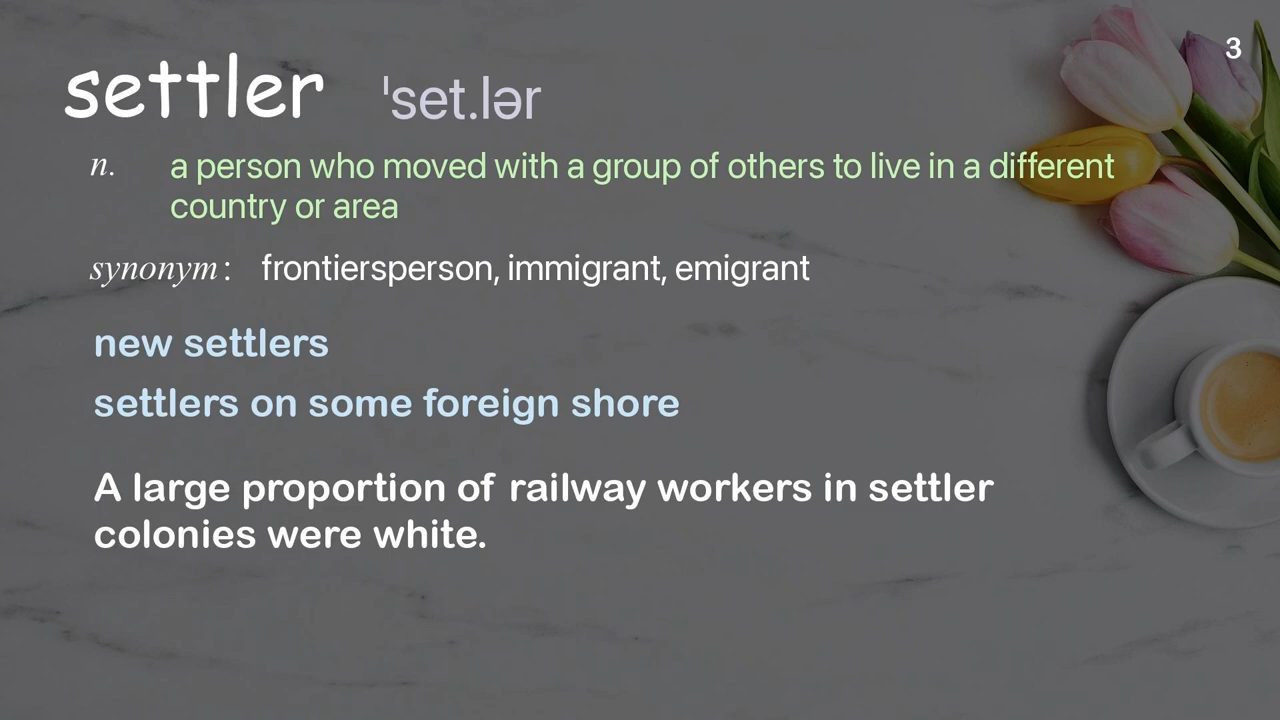 3
settler ˈset.lər
n. a person who moved with a group of others to live in a different
country or area
synonym : frontiersperson, immigrant, emigrant
new settlers
settlers on some foreign shore
A large proportion of railway workers in settler
colonies were white.